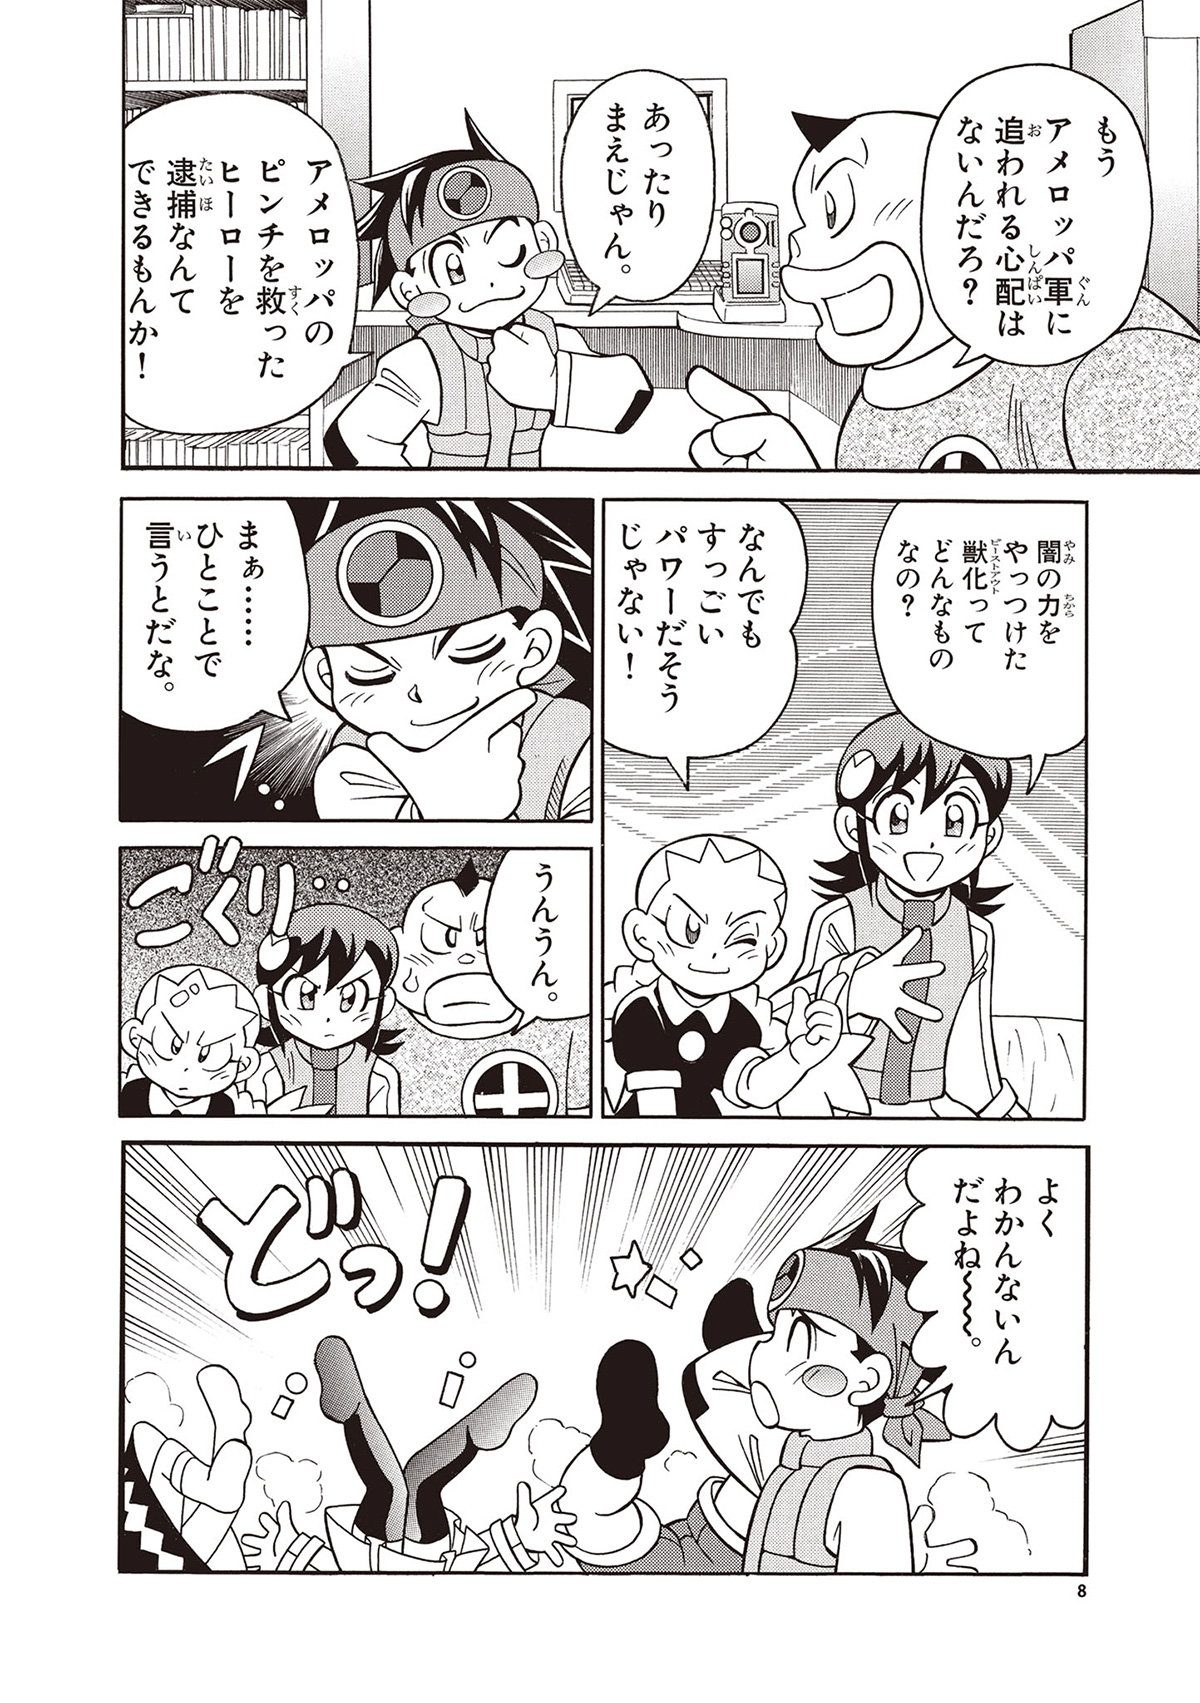 もう
アメロッパ軍に
追われる心配は
ないんだろ?
あったり
まえじゃん。
アメロッパの
ピンチを救った
ヒーローを
逮捕なんて
できるもんか!
闇の力を
やっつけた
獣化って
どんなもの
なの?
なんでも
すっごい
パワーだそう
じゃない!
まぁ……
ひとことで
言うとだな。
うんうん。
ごくり…
よく
わかんないん
だよね〜〜。
どっ!
8